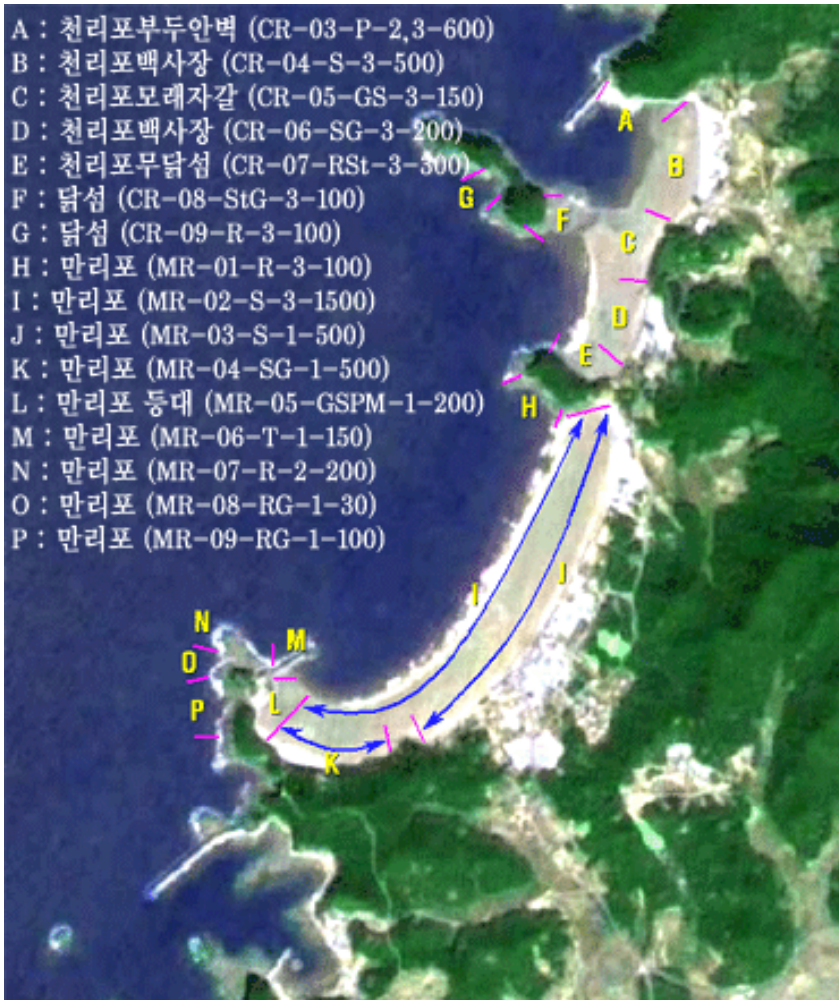 A : 천리포부두안벽 (CR-03-P-2,3-600)
B : 천리포백사장 (CR-04-S-3-500)
C : 천리포모래자갈 (CR-05-GS-3-150)
D : 천리포백사장 (CR-06-SG-3-200)
E : 천리포무닭섬 (CR-07-RSt-3-300)
F : 닭섬 (CR-08-StG-3-100)
G : 닭섬 (CR-09-R-3-100)
H : 만리포 (MR-01-R-3-100)
I : 만리포 (MR-02-S-3-1500)
J : 만리포 (MR-03-S-1-500)
K : 만리포 (MR-04-SG-1-500)
L : 만리포 등대 (MR-05-GSPM-1-200)
M : 만리포 (MR-06-T-1-150)
N : 만리포 (MR-07-R-2-200)
O : 만리포 (MR-08-RG-1-30)
P : 만리포 (MR-09-RG-1-100)
A
B
G
F
C
D
E
H
J
I
N
M
O
L
P
K